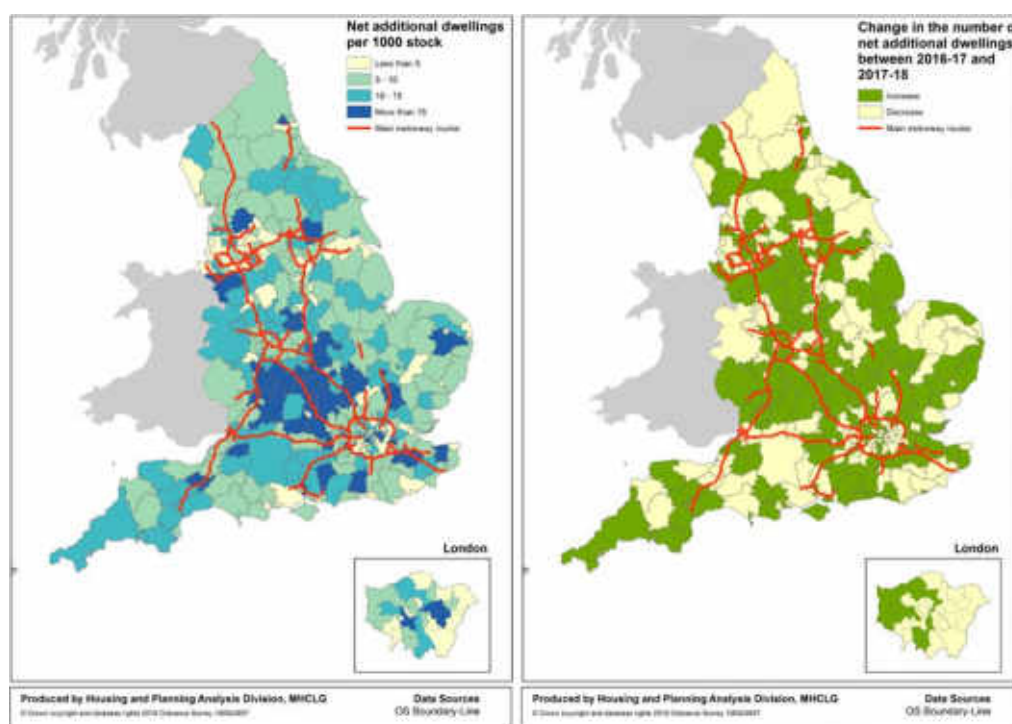 Net additional dwellings
per 1000 stock
Less than 5
5 - 10
10 - 15
More than 15
Main motorway routes
London
Produced by Housing and Planning Analysis Division, MHCLG
Data Sources
OS Boundary-Line
Change in the number o
net additional dwellings
between 2016-17 and
2017-18
Increase
Decrease
Main motorway routes
London
Produced by Housing and Planning Analysis Division, MHCLG
Data Sources
OS Boundary-Line